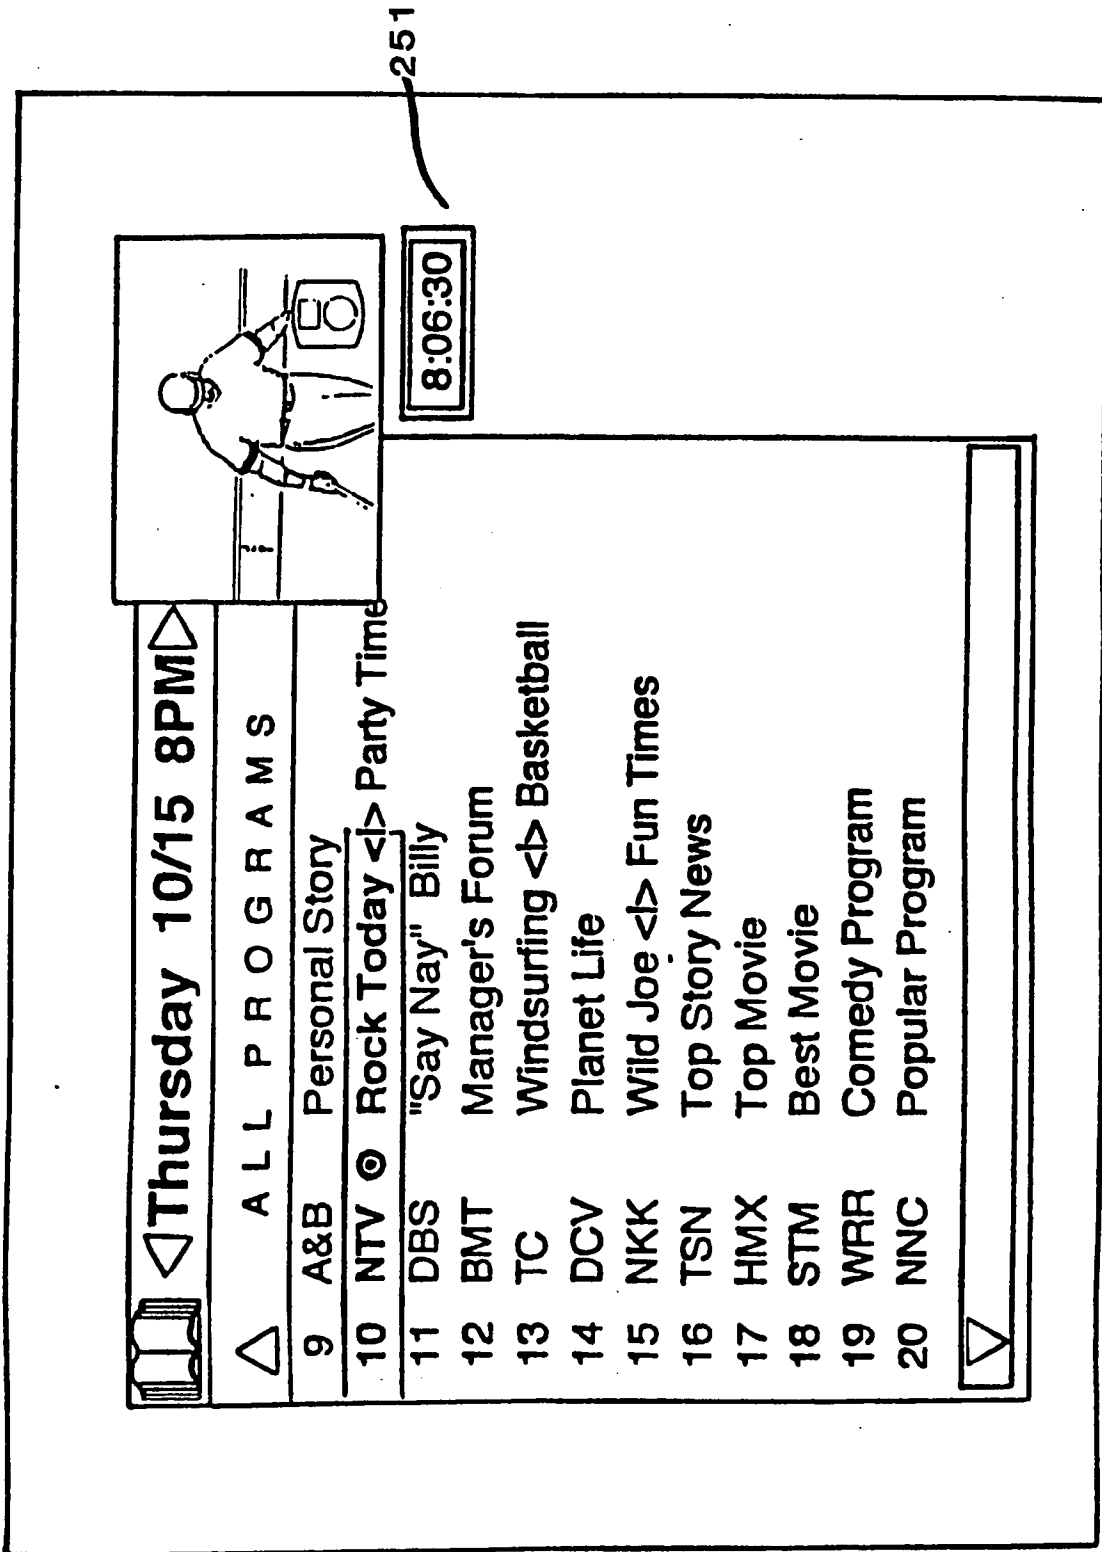 251
Thursday 10/15 8PM
ALL PROGRAMS
9 A&B Personal Story
10 NTV ◎ Rock Today <|> Party Time
11 DBS "Say Nay" Billy
12 BMT Manager's Forum
13 TC Windsurfing <|> Basketball
14 DCV Planet Life
15 NKK Wild Joe <|> Fun Times
16 TSN Top Story News
17 HMX Top Movie
18 STM Best Movie
19 WRR Comedy Program
20 NNC Popular Program
8:06:30